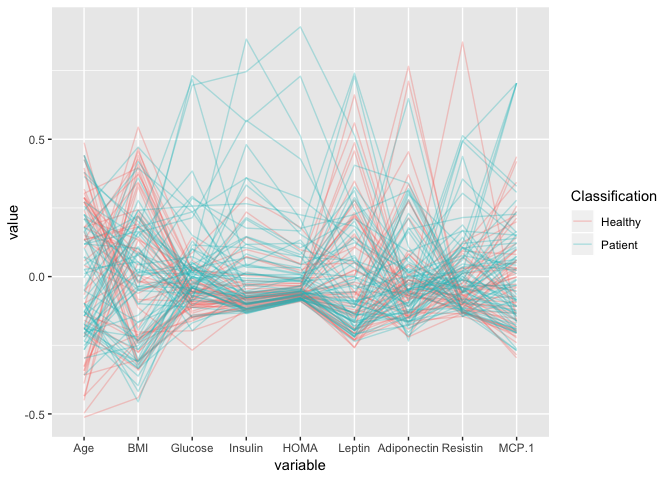 value
0.5
0.0
-0.5
Age BMI Glucose Insulin HOMA Leptin Adiponectin Resistin MCP.1
variable
Classification
Healthy
Patient